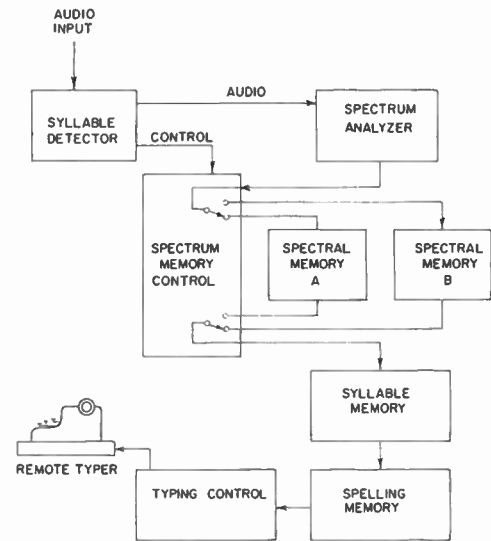 AUDIO
INPUT
SYLLABLE
DETECTOR
AUDIO
CONTROL
SPECTRUM
ANALYZER
SPECTRUM
MEMORY
CONTROL
SPECTRAL
MEMORY
A
SPECTRAL
MEMORY
B
SYLLABLE
MEMORY
SPELLING
MEMORY
TYPING CONTROL
REMOTE TYPER